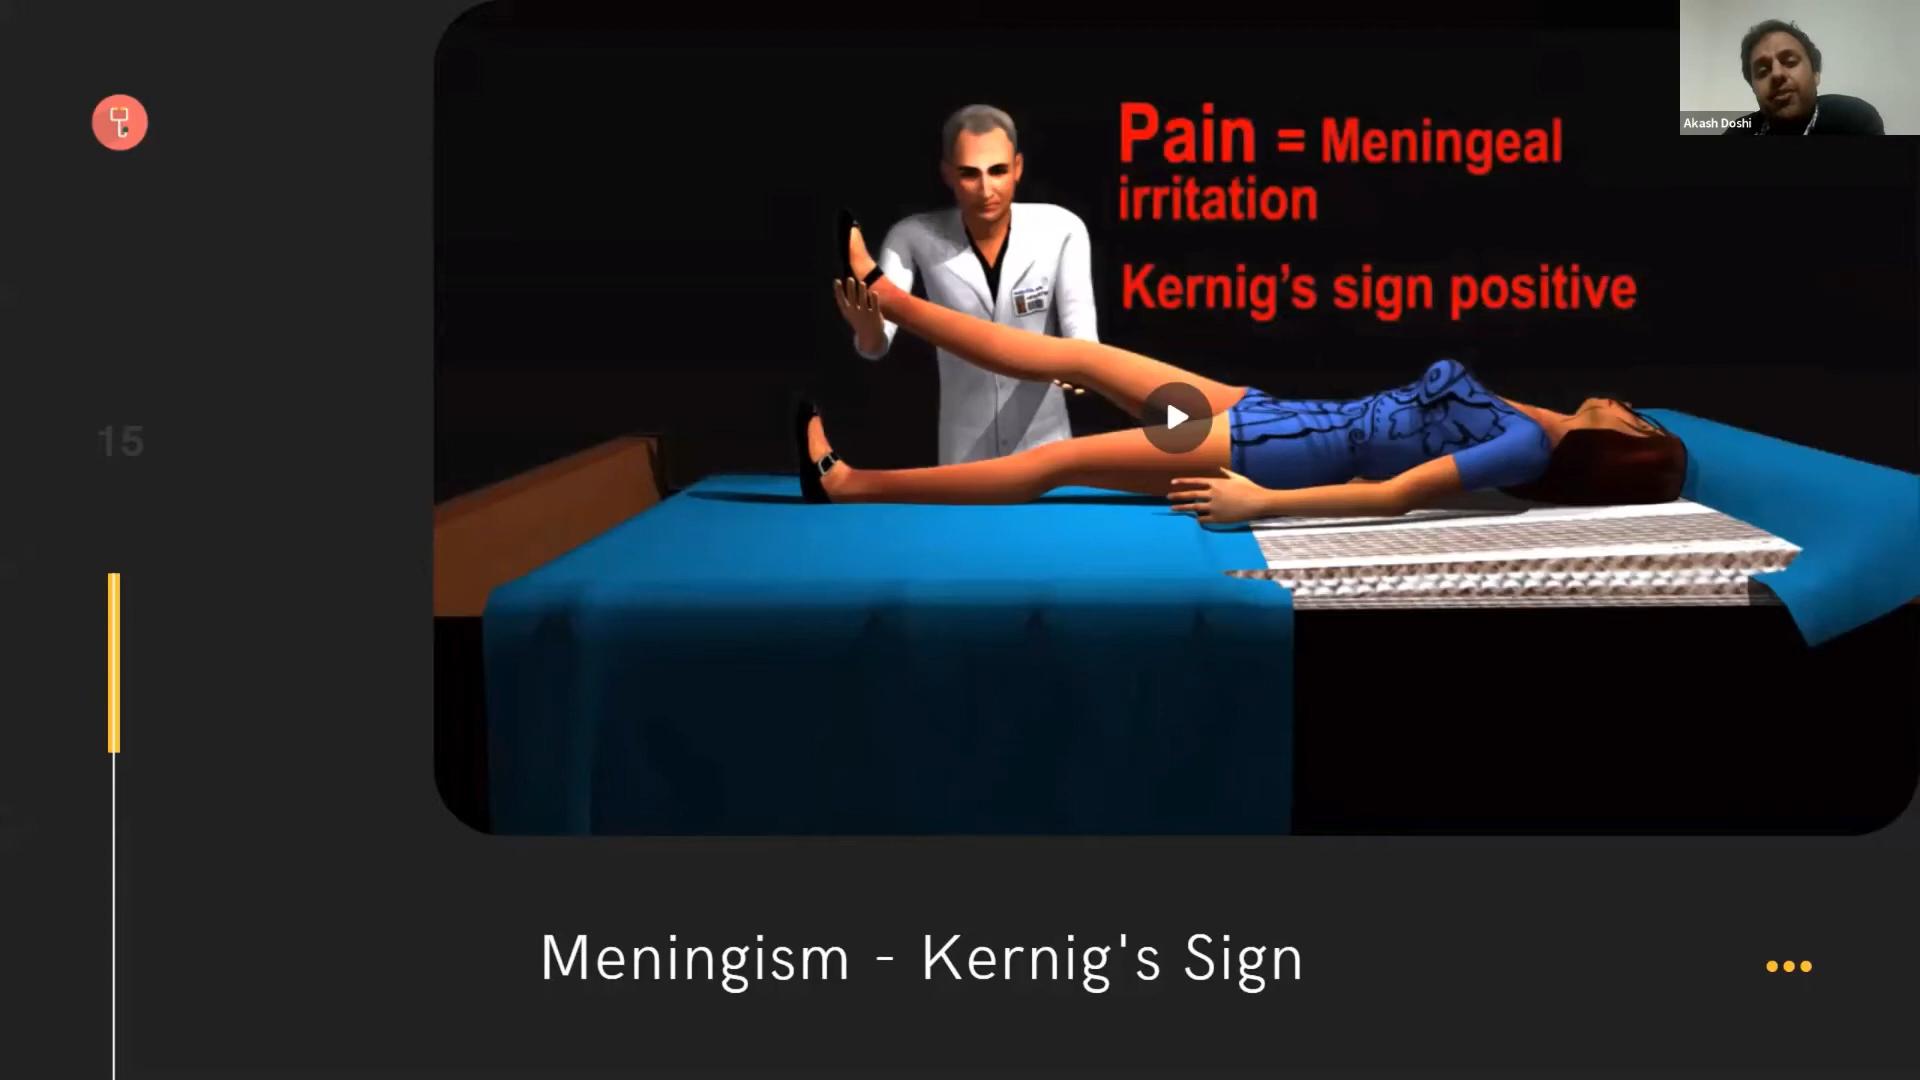 Akash Doshi
Pain = Meningeal
irritation
Kernig's sign positive
15
Meningism - Kernig's Sign